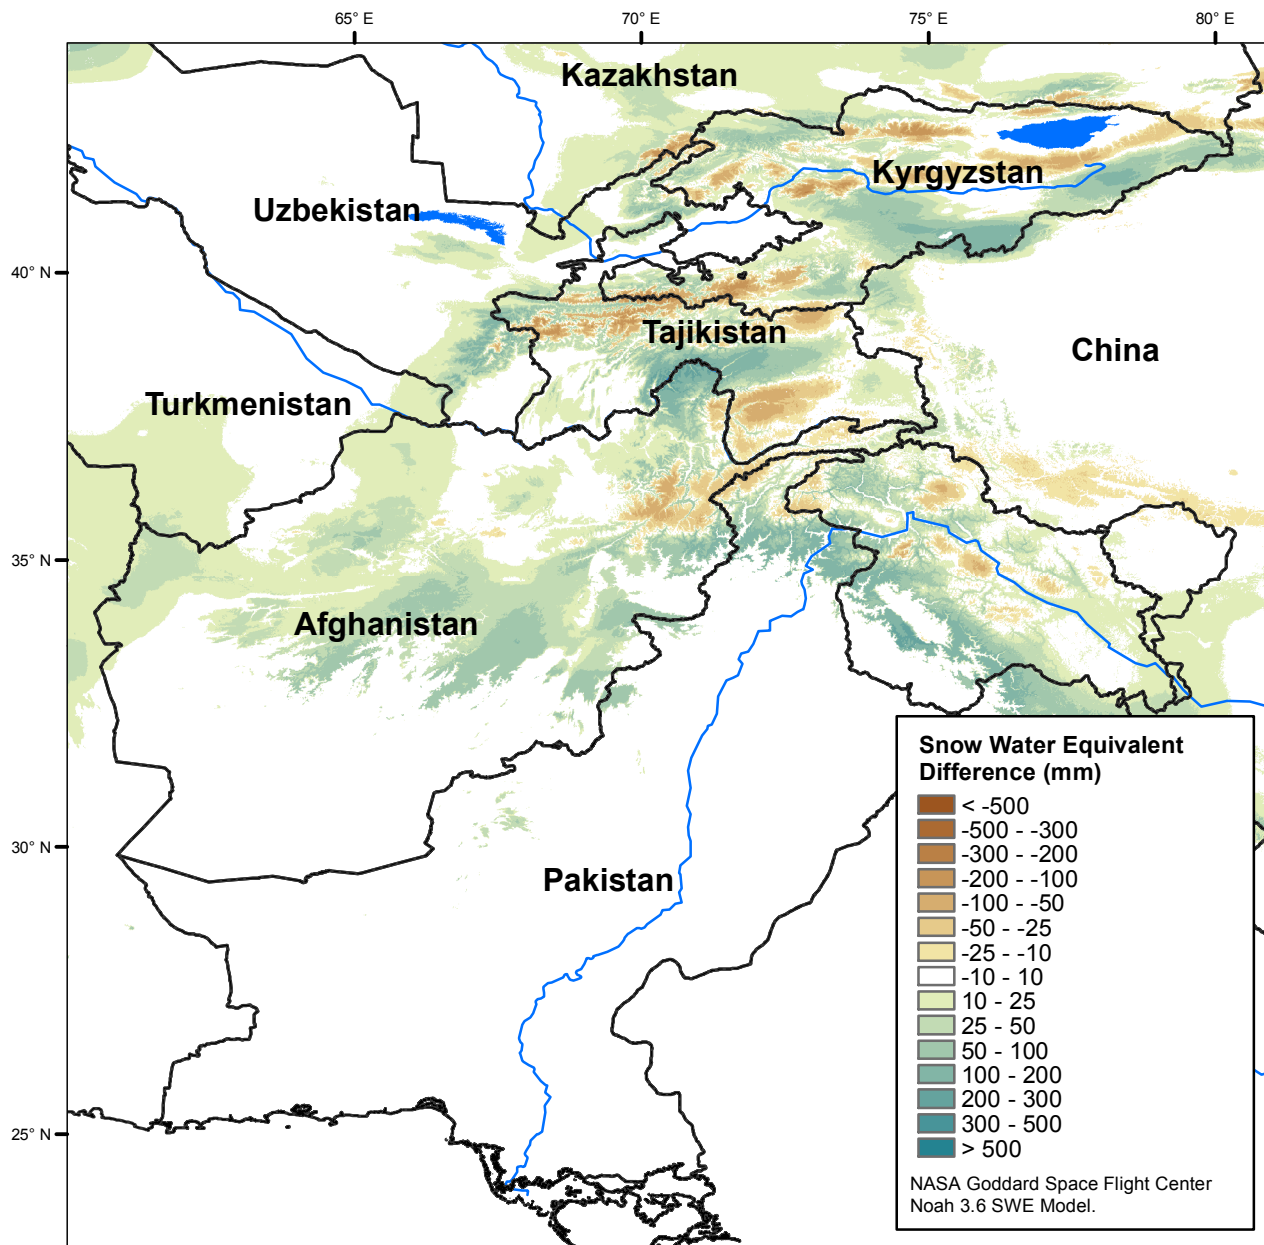 65° E
70° E
75° E
80° E
Kazakhstan
Kyrgyzstan
Uzbekistan
40° N
Tajikistan
China
Turkmenistan
35° N
Afghanistan
30° N
Pakistan
25° N
Snow Water Equivalent
Difference (mm)
< -500
-500 - -300
-300 - -200
-200 - -100
-100 - -50
-50 - -25
-25 - -10
-10 - 10
10 - 25
25 - 50
50 - 100
100 - 200
200 - 300
300 - 500
> 500
NASA Goddard Space Flight Center
Noah 3.6 SWE Model.